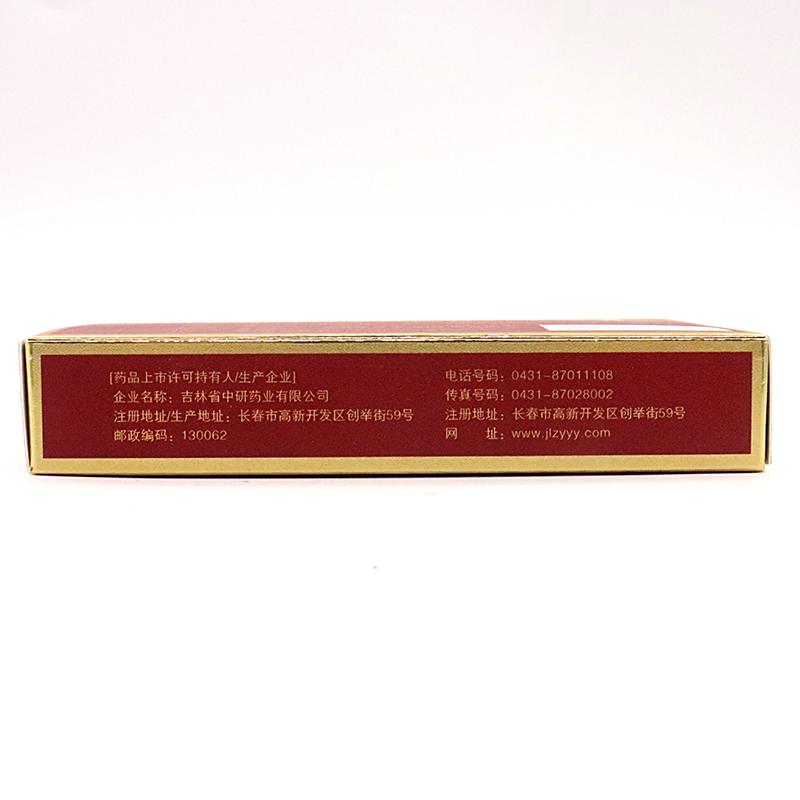 [药品上市许可持有人/生产企业]
企业名称：吉林省中研药业有限公司
注册地址/生产地址：长春市高新开发区创举街59号
邮政编码：130062
电话号码：0431-87011108
传真号码：0431-87028002
注册地址：长春市高新开发区创举街59号
网　　址：www.jlzyyy.com